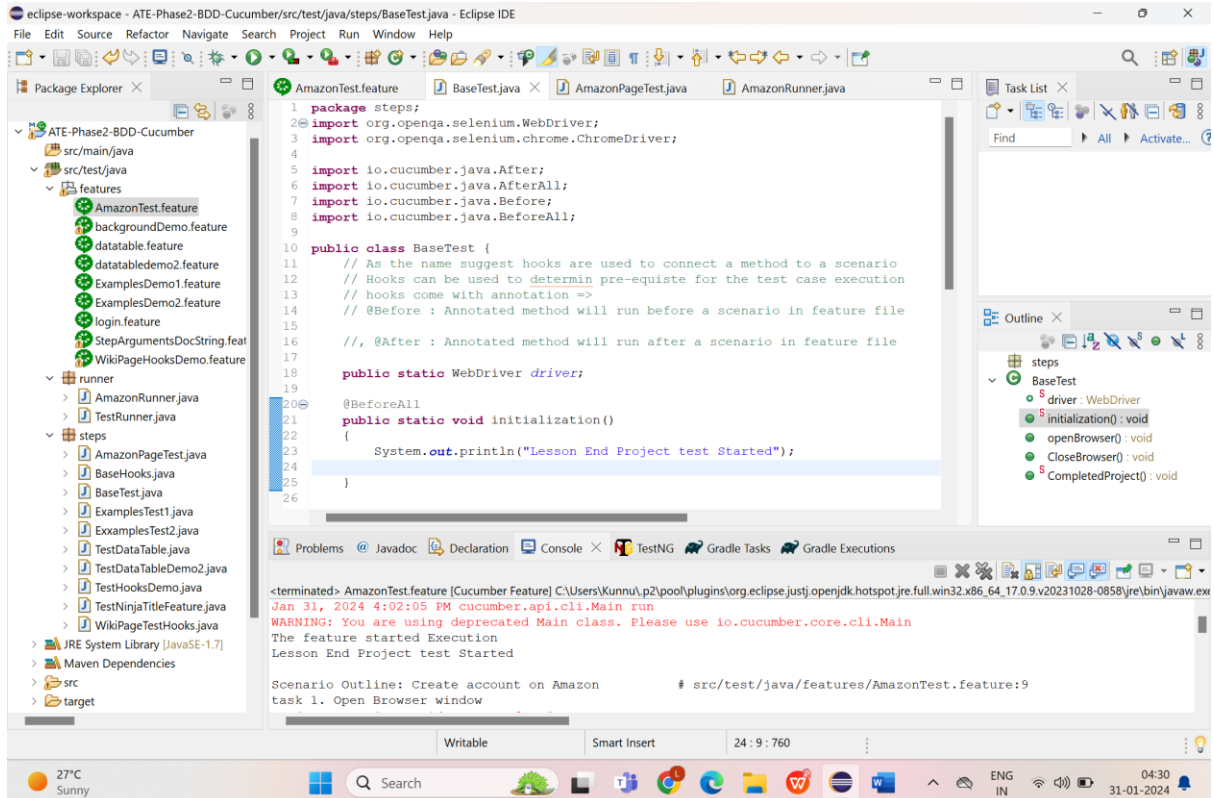 eclipse-workspace - ATE-Phase2-BDD-Cucumber/src/test/java/steps/BaseTest.java - Eclipse IDE
File Edit Source Refactor Navigate Search Project Run Window Help
Package Explorer
ATE-Phase2-BDD-Cucumber
src/main/java
src/test/java
features
AmazonTest.feature
backgroundDemo.feature
datatable.feature
datatabledemo2.feature
ExamplesDemo1.feature
ExamplesDemo2.feature
login.feature
StepArgumentsDocString.feat
WikiPageHooksDemo.feature
runner
AmazonRunner.java
TestRunner.java
steps
AmazonPageTest.java
BaseHooks.java
BaseTest.java
ExamplesTest1.java
ExxamplesTest2.java
TestDataTable.java
TestDataTableDemo2.java
TestHooksDemo.java
TestNinjaTitleFeature.java
WikiPageTestHooks.java
JRE System Library [JavaSE-1.7]
Maven Dependencies
src
target
AmazonTest.feature BaseTest.java AmazonPageTest.java AmazonRunner.java
1 package steps;
2 import org.openqa.selenium.WebDriver;
3 import org.openqa.selenium.chrome.ChromeDriver;
4
5 import io.cucumber.java.After;
6 import io.cucumber.java.AfterAll;
7 import io.cucumber.java.Before;
8 import io.cucumber.java.BeforeAll;
9
10 public class BaseTest {
11 // As the name suggest hooks are used to connect a method to a scenario
12 // Hooks can be used to determin pre-equiste for the test case execution
13 // hooks come with annotation =>
14 // @Before : Annotated method will run before a scenario in feature file
15
16 //, @After : Annotated method will run after a scenario in feature file
17
18 public static WebDriver driver;
19
20 @BeforeAll
21 public static void initialization()
22 {
23 System.out.println("Lesson End Project test Started");
24
25 }
26
Task List
Find All Activate...
Outline
steps
BaseTest
driver : WebDriver
initialization() : void
openBrowser() : void
CloseBrowser() : void
CompletedProject() : void
Problems Javadoc Declaration Console TestNG Gradle Tasks Gradle Executions
<terminated> AmazonTest.feature [Cucumber Feature] C:\Users\Kunnu\.p2\pool\plugins\org.eclipse.justj.openjdk.hotspot.jre.full.win32.x86_64_17.0.9.v20231028-0858\jre\bin\javaw.exe
Jan 31, 2024 4:02:05 PM cucumber.api.cli.Main run
WARNING: You are using deprecated Main class. Please use io.cucumber.core.cli.Main
The feature started Execution
Lesson End Project test Started
Scenario Outline: Create account on Amazon # src/test/java/features/AmazonTest.feature:9
task 1. Open Browser window
Writable Smart Insert 24 : 9 : 760
27°C
Sunny
Search
ENG
IN
04:30
31-01-2024